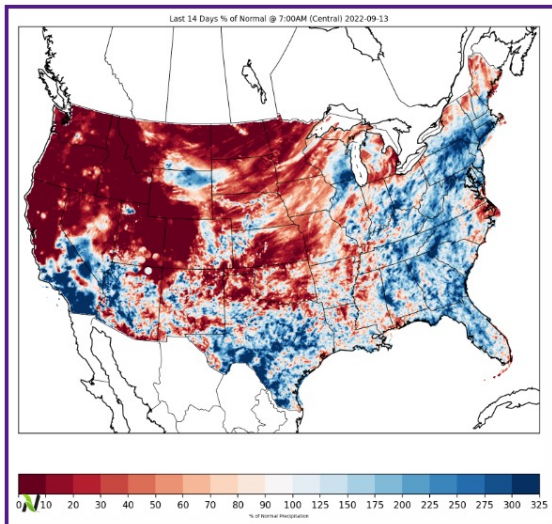 Last 14 Days % of Normal @ 7:00AM (Central) 2022-09-13
0 10 20 30 40 50 60 70 80 90 100 125 150 175 200 225 250 275 300 325
% of Normal Precipitation